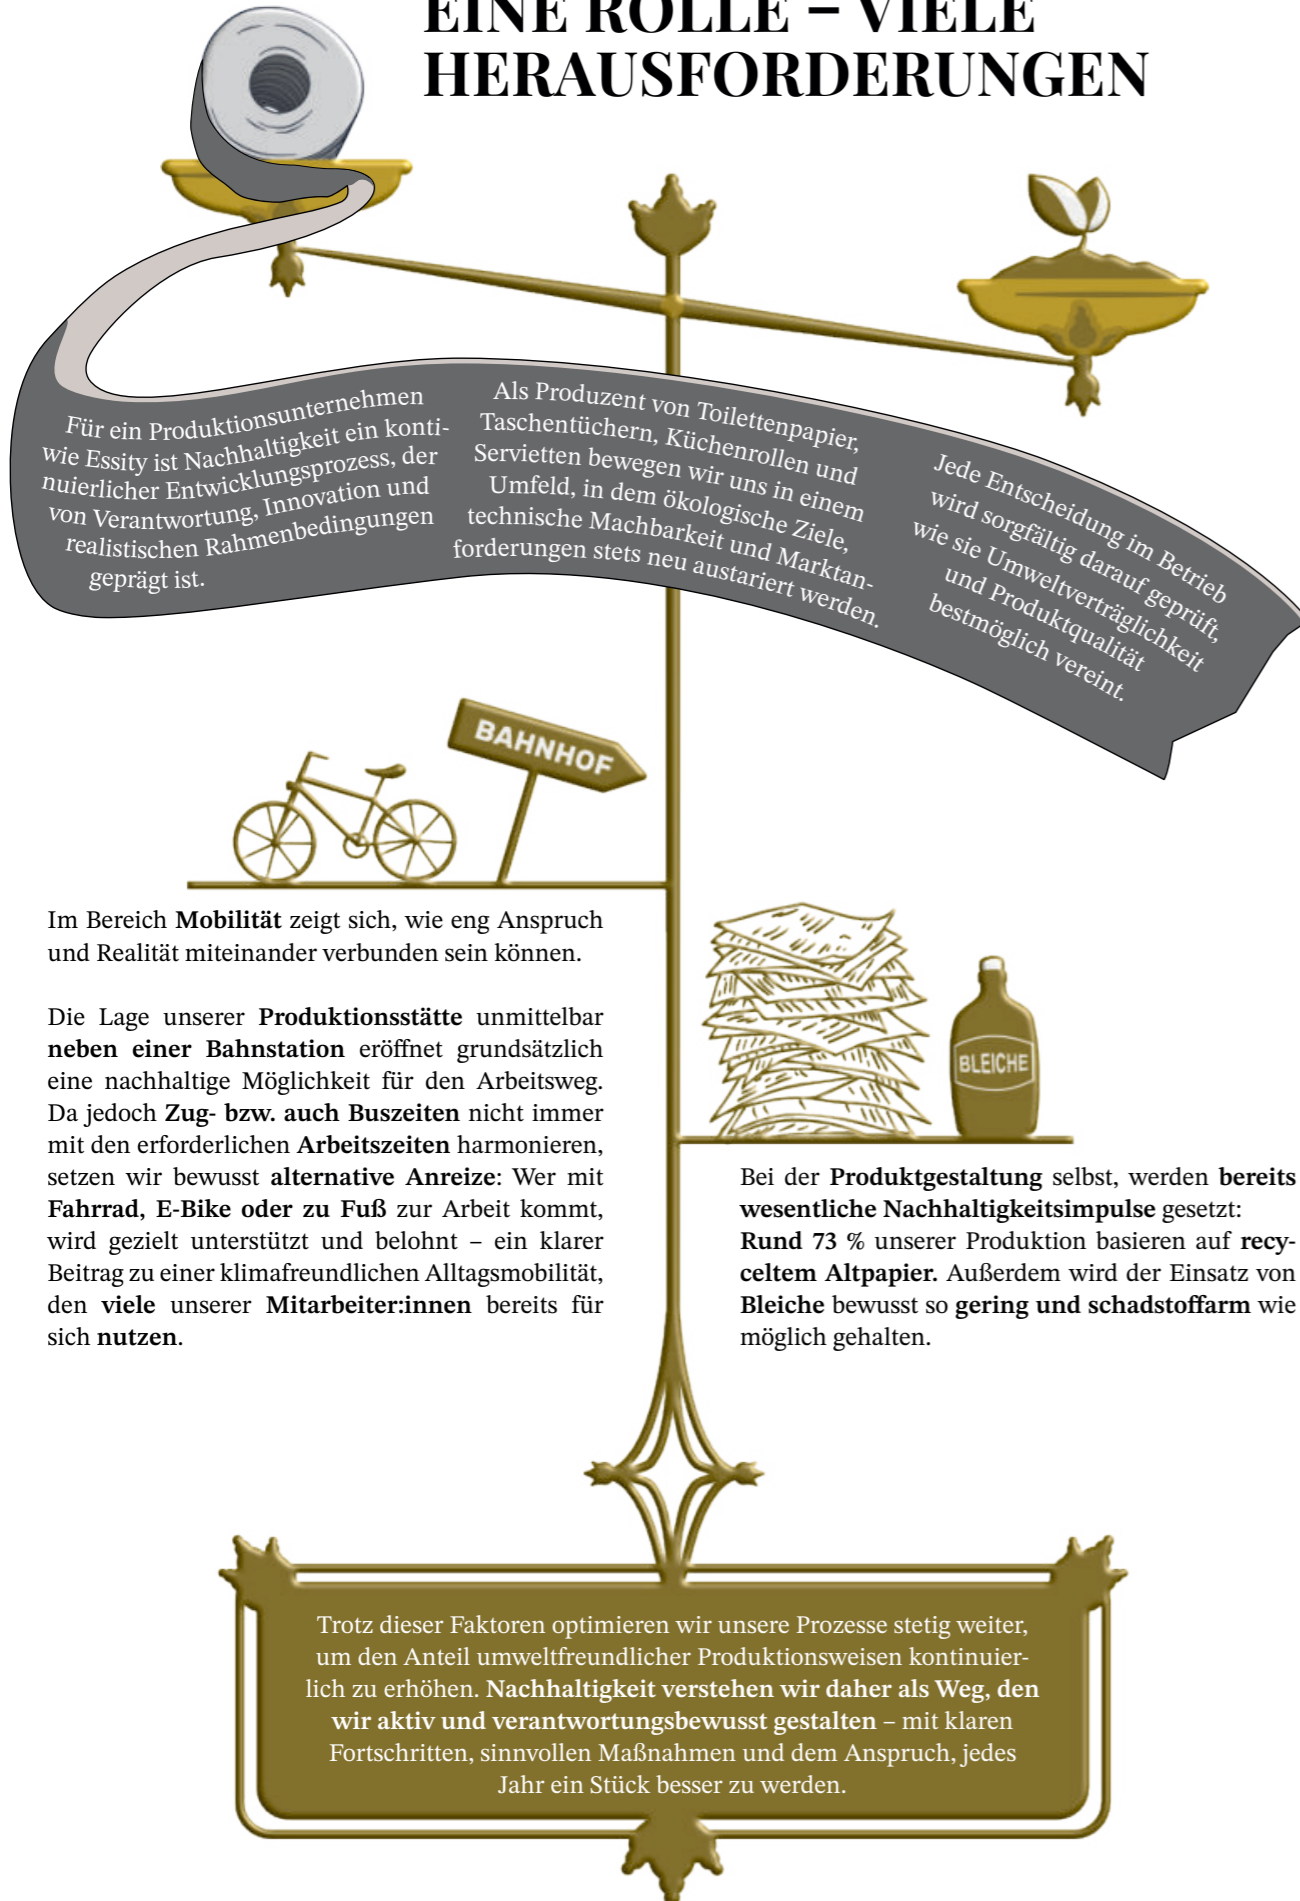 EINE ROLLE – VIELE
HERAUSFORDERUNGEN
Für ein Produktionsunternehmen
wie Essity ist Nachhaltigkeit ein konti-
nuierlicher Entwicklungsprozess, der
von Verantwortung, Innovation und
realistischen Rahmenbedingungen
geprägt ist.
Als Produzent von Toilettenpapier,
Taschentüchern, Küchenrollen und
Servietten bewegen wir uns in einem
Umfeld, in dem ökologische Ziele,
technische Machbarkeit und Marktan-
forderungen stets neu austariert werden.
Jede Entscheidung im Betrieb
wird sorgfältig darauf geprüft,
wie sie Umweltverträglichkeit
und Produktqualität
bestmöglich vereint.
BAHNHOF
Im Bereich Mobilität zeigt sich, wie eng Anspruch
und Realität miteinander verbunden sein können.
Die Lage unserer Produktionsstätte unmittelbar
neben einer Bahnstation eröffnet grundsätzlich
eine nachhaltige Möglichkeit für den Arbeitsweg.
Da jedoch Zug- bzw. auch Buszeiten nicht immer
mit den erforderlichen Arbeitszeiten harmonieren,
setzen wir bewusst alternative Anreize: Wer mit
Fahrrad, E-Bike oder zu Fuß zur Arbeit kommt,
wird gezielt unterstützt und belohnt – ein klarer
Beitrag zu einer klimafreundlichen Alltagsmobilität,
den viele unserer Mitarbeiter:innen bereits für
sich nutzen.
BLEICHE
Bei der Produktgestaltung selbst, werden bereits
wesentliche Nachhaltigkeitsimpulse gesetzt:
Rund 73 % unserer Produktion basieren auf recy-
celtem Altpapier. Außerdem wird der Einsatz von
Bleiche bewusst so gering und schadstoffarm wie
möglich gehalten.
Trotz dieser Faktoren optimieren wir unsere Prozesse stetig weiter,
um den Anteil umweltfreundlicher Produktionsweisen kontinuier-
lich zu erhöhen. Nachhaltigkeit verstehen wir daher als Weg, den
wir aktiv und verantwortungsbewusst gestalten – mit klaren
Fortschritten, sinnvollen Maßnahmen und dem Anspruch, jedes
Jahr ein Stück besser zu werden.